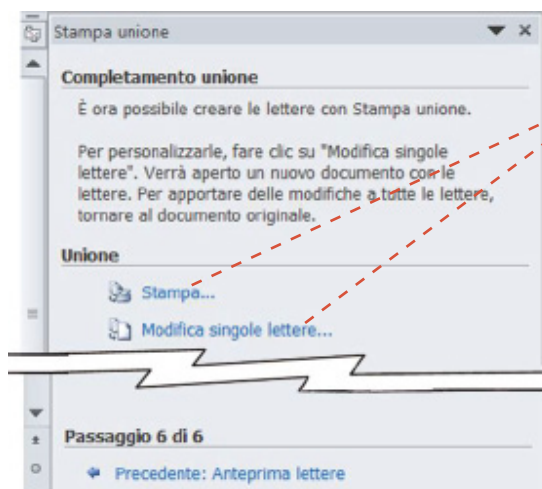 Stampa unione
Completamento unione
È ora possibile creare le lettere con Stampa unione.
Per personalizzarle, fare clic su "Modifica singole
lettere". Verrà aperto un nuovo documento con le
lettere. Per apportare delle modifiche a tutte le lettere,
tornare al documento originale.
Unione
Stampa...
Modifica singole lettere...
Passaggio 6 di 6
Precedente: Anteprima lettere